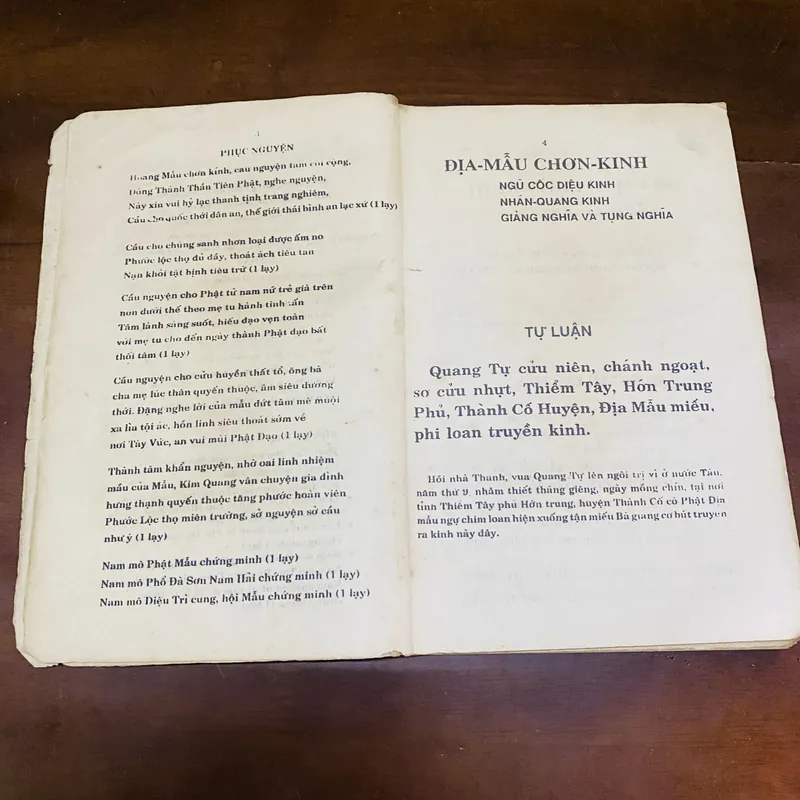 3
PHỤC NGUYỆN
Hoàng Mẫu chơn kinh, cầu nguyện tam cõi cộng,
Đúng Thánh Thần Tiên Phật, nghe nguyện,
Này xin vui hỷ lạc thanh tịnh trang nghiêm,
Cầu cho quốc thới dân an, thế giới thái bình an lạc xứ (1 lạy)
Cầu cho chúng sanh nhơn loại được ấm no
Phước lộc thọ đủ đầy, thoát ách tiêu tan
Nạn khỏi tật bịnh tiêu trừ (1 lạy)
Cầu nguyện cho Phật tử nam nữ trẻ già trên
non dưới thế theo mẹ tu hành tinh tấn
Tâm lành sáng suốt, hiếu đạo vẹn toàn
với mẹ tu cho đến ngày thành Phật đạo bất
thối tâm (1 lạy)
Cầu nguyện cho cửu huyền thất tổ, ông bà
cha mẹ lục thân quyến thuộc, âm siêu dương
thới. Đặng nghe lời của mẫu dứt tâm mê muội
xa lìa tội ác, hồn linh siêu thoát sớm về
nơi Tây Vức, an vui mùi Phật Đạo (1 lạy)
Thành tâm khẩn nguyện, nhờ oai linh nhiệm
mầu của Mẫu, Kim Quang vân chuyện gia đình
hưng thạnh quyến thuộc tăng phước hoàn viên
Phước Lộc thọ miên trường, sở nguyện sở cầu
như ý (1 lạy)
Nam mô Phật Mẫu chứng minh (1 lạy)
Nam mô Phổ Đà Sơn Nam Hải chứng minh (1 lạy)
Nam mô Diệu Trì cung, hội Mẫu chứng minh (1 lạy)
4
ĐỊA-MẪU CHƠN-KINH
NGŨ CỐC DIỆU KINH
NHÃN-QUANG KINH
GIẢNG NGHĨA VÀ TỤNG NGHĨA
TỰ LUẬN
Quang Tự cửu niên, chánh ngoạt,
sơ cửu nhựt, Thiểm Tây, Hớn Trung
Phủ, Thành Cố Huyện, Địa Mẫu miếu,
phi loan truyền kinh.
Hồi nhà Thanh, vua Quang Tự lên ngôi trị vì ở nước Tàu,
năm thứ 9, nhằm thiết tháng giêng, ngày mồng chín, tại nơi
tỉnh Thiểm Tây phủ Hớn trung, huyện Thành Cố có Phật Địa
mẫu ngự chim loan hiện xuống tận miếu Bà giáng cơ bút truyền
ra kinh này đây.